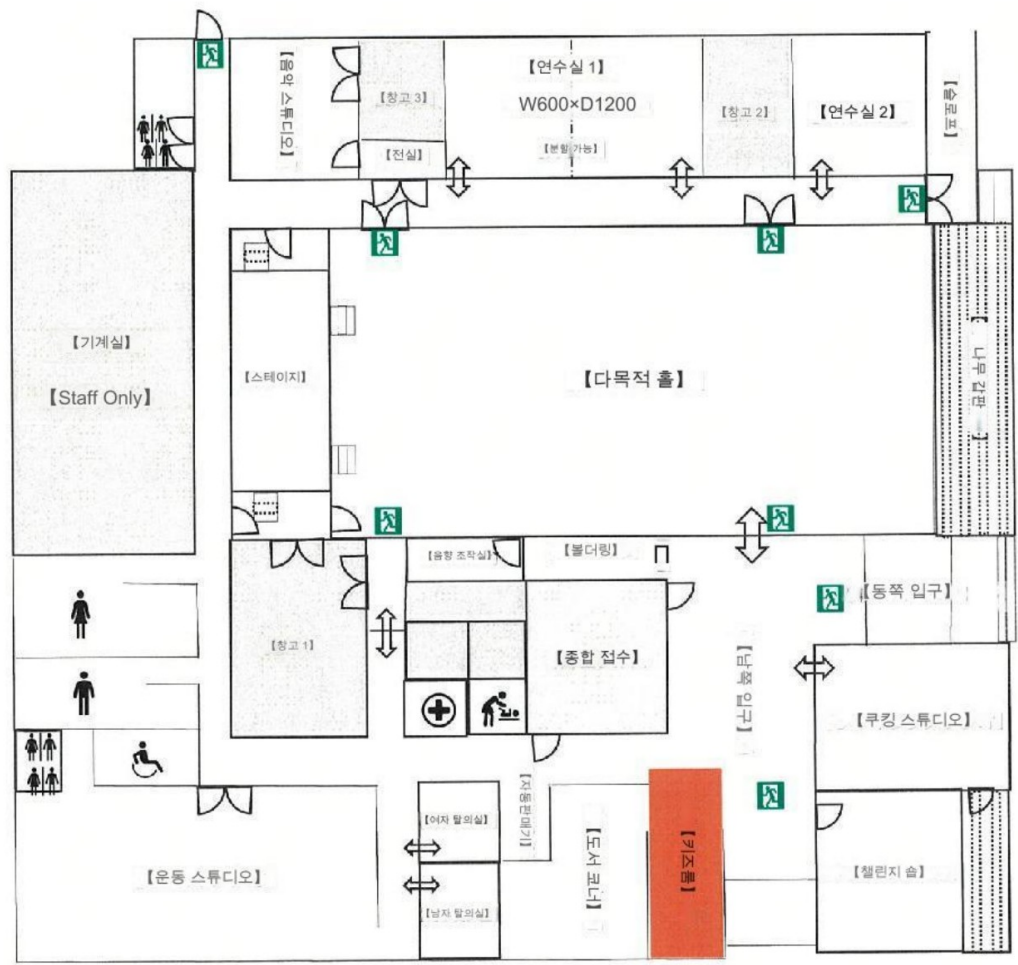 【음악 스튜디오】
【창고 3】
【전실】
【연수실 1】
W600×D1200
【분할 가능】
【창고 2】
【연수실 2】
【슬로프】
【기계실】
【Staff Only】
【스테이지】
【다목적 홀】
【나무 갑판】
【음향 조작실】
【볼더링】
【동쪽 입구】
【창고 1】
【종합 접수】
【남쪽 입구】
【쿠킹 스튜디오】
【자동판매기】
【여자 탈의실】
【도서 코너】
【키즈룸】
【운동 스튜디오】
【남자 탈의실】
【챌린지 숍】